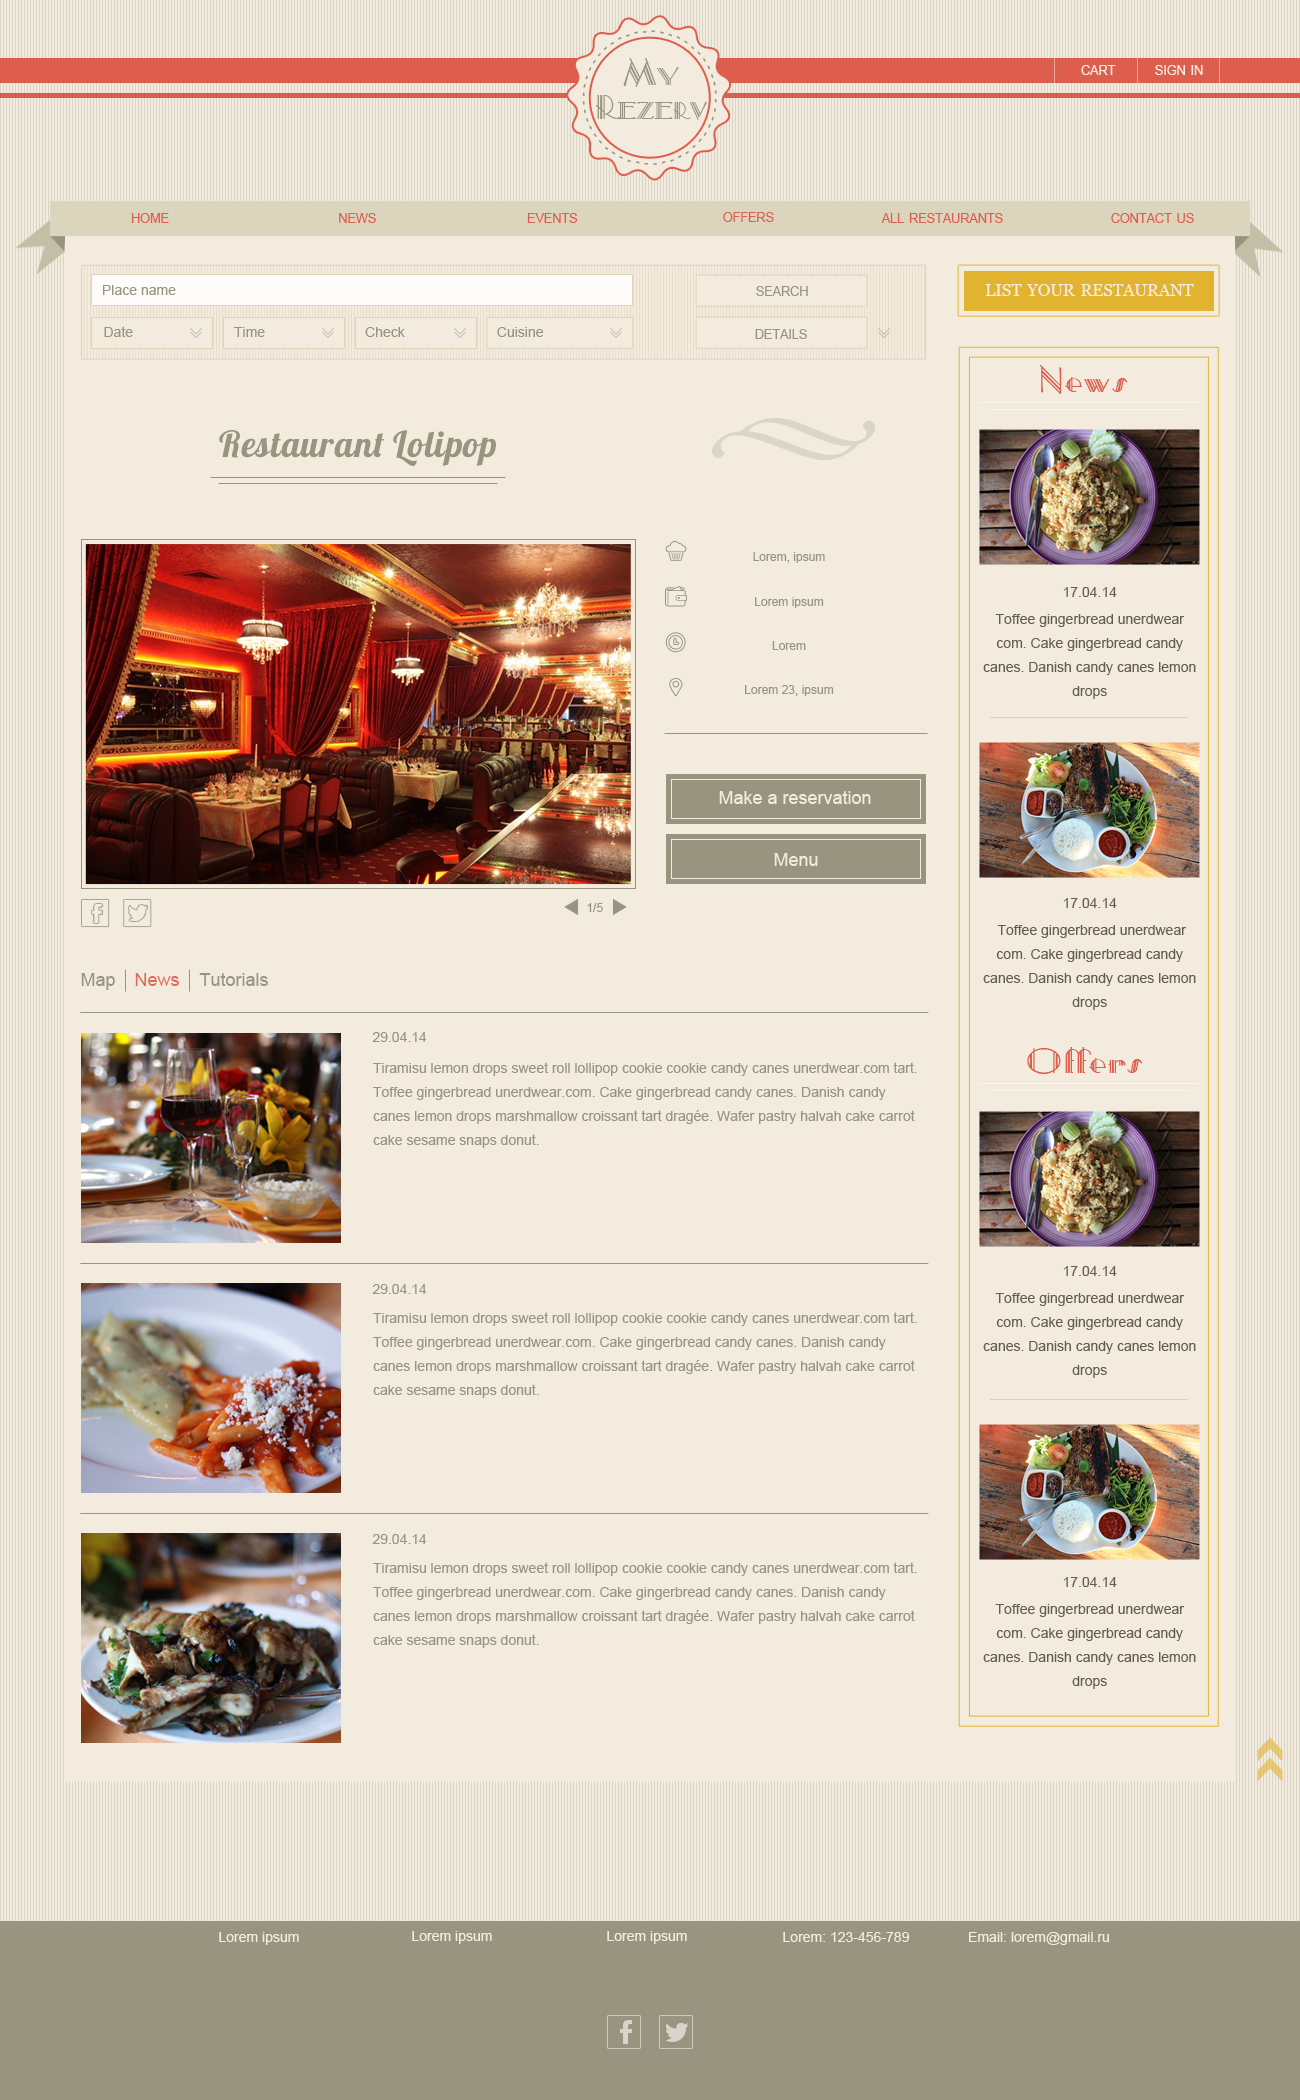 My
Rezerv
CART
SIGN IN
HOME
NEWS
EVENTS
OFFERS
ALL RESTAURANTS
CONTACT US
Place name
SEARCH
Date
Time
Check
Cuisine
DETAILS
LIST YOUR RESTAURANT
Restaurant Lolipop
Lorem, ipsum
Lorem ipsum
Lorem
Lorem 23, ipsum
Make a reservation
Menu
1/5
Map
News
Tutorials
29.04.14
Tiramisu lemon drops sweet roll lollipop cookie cookie candy canes unerdwear.com tart.
Toffee gingerbread unerdwear.com. Cake gingerbread candy canes. Danish candy
canes lemon drops marshmallow croissant tart dragée. Wafer pastry halvah cake carrot
cake sesame snaps donut.
29.04.14
Tiramisu lemon drops sweet roll lollipop cookie cookie candy canes unerdwear.com tart.
Toffee gingerbread unerdwear.com. Cake gingerbread candy canes. Danish candy
canes lemon drops marshmallow croissant tart dragée. Wafer pastry halvah cake carrot
cake sesame snaps donut.
29.04.14
Tiramisu lemon drops sweet roll lollipop cookie cookie candy canes unerdwear.com tart.
Toffee gingerbread unerdwear.com. Cake gingerbread candy canes. Danish candy
canes lemon drops marshmallow croissant tart dragée. Wafer pastry halvah cake carrot
cake sesame snaps donut.
News
17.04.14
Toffee gingerbread unerdwear
com. Cake gingerbread candy
canes. Danish candy canes lemon
drops
17.04.14
Toffee gingerbread unerdwear
com. Cake gingerbread candy
canes. Danish candy canes lemon
drops
Offers
17.04.14
Toffee gingerbread unerdwear
com. Cake gingerbread candy
canes. Danish candy canes lemon
drops
17.04.14
Toffee gingerbread unerdwear
com. Cake gingerbread candy
canes. Danish candy canes lemon
drops
Lorem ipsum
Lorem ipsum
Lorem ipsum
Lorem: 123-456-789
Email: lorem@gmail.ru